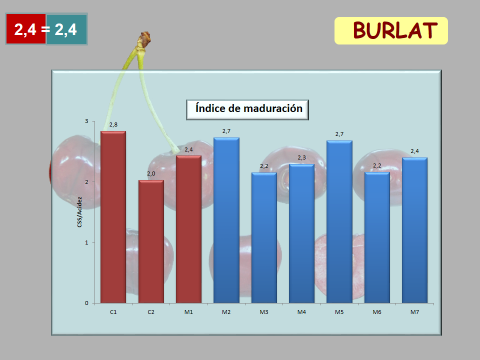 2,4 = 2,4
BURLAT
Índice de maduración
CSS/Acidez
3
2
1
0
2,8
2,0
2,4
2,7
2,2
2,3
2,7
2,2
2,4
C1 C2 M1 M2 M3 M4 M5 M6 M7